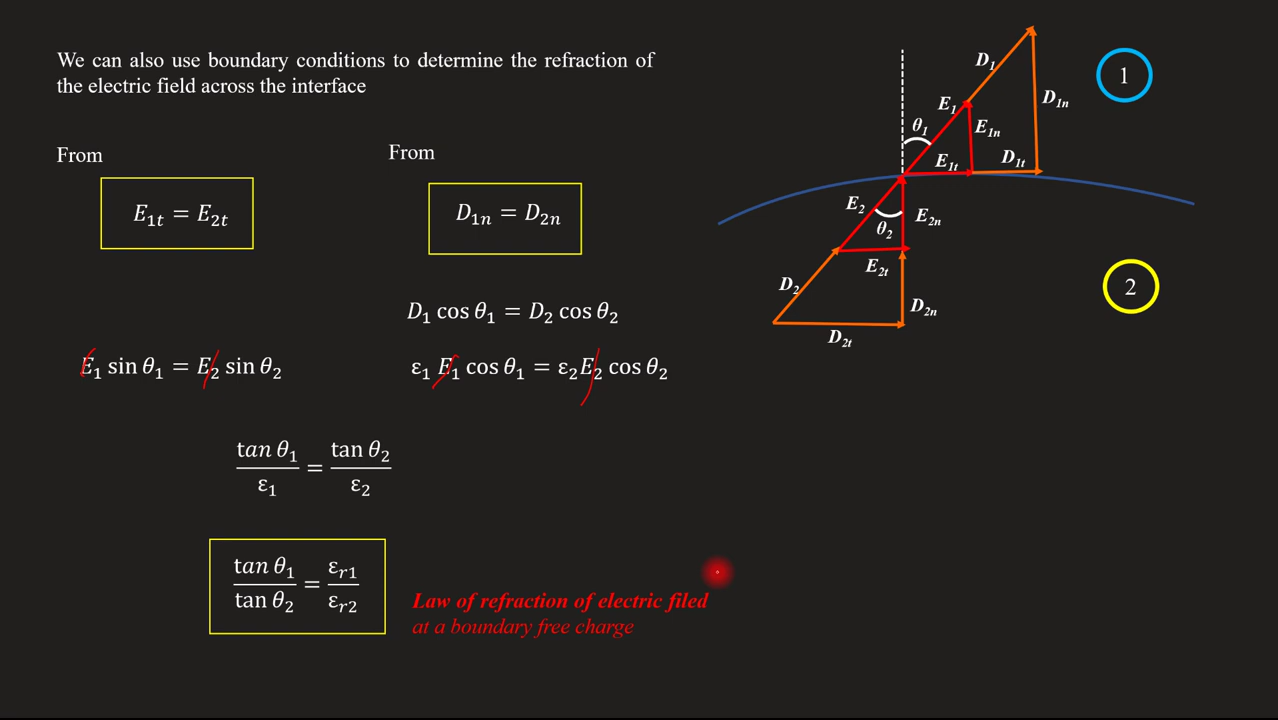 We can also use boundary conditions to determine the refraction of
the electric field across the interface
From
E₁ₜ = E₂ₜ
From
D₁ₙ = D₂ₙ
D₁ cos θ₁ = D₂ cos θ₂
E₁ sin θ₁ = E₂ sin θ₂
ε₁ E₁ cos θ₁ = ε₂E₂ cos θ₂
tan θ₁ / ε₁ = tan θ₂ / ε₂
tan θ₁ / tan θ₂ = εᵣ₁ / εᵣ₂
Law of refraction of electric filed
at a boundary free charge
D₁
1
E₁
D₁ₙ
θ₁
E₁ₙ
E₁ₜ
D₁ₜ
E₂
E₂ₙ
θ₂
E₂ₜ
D₂
2
D₂ₙ
D₂ₜ